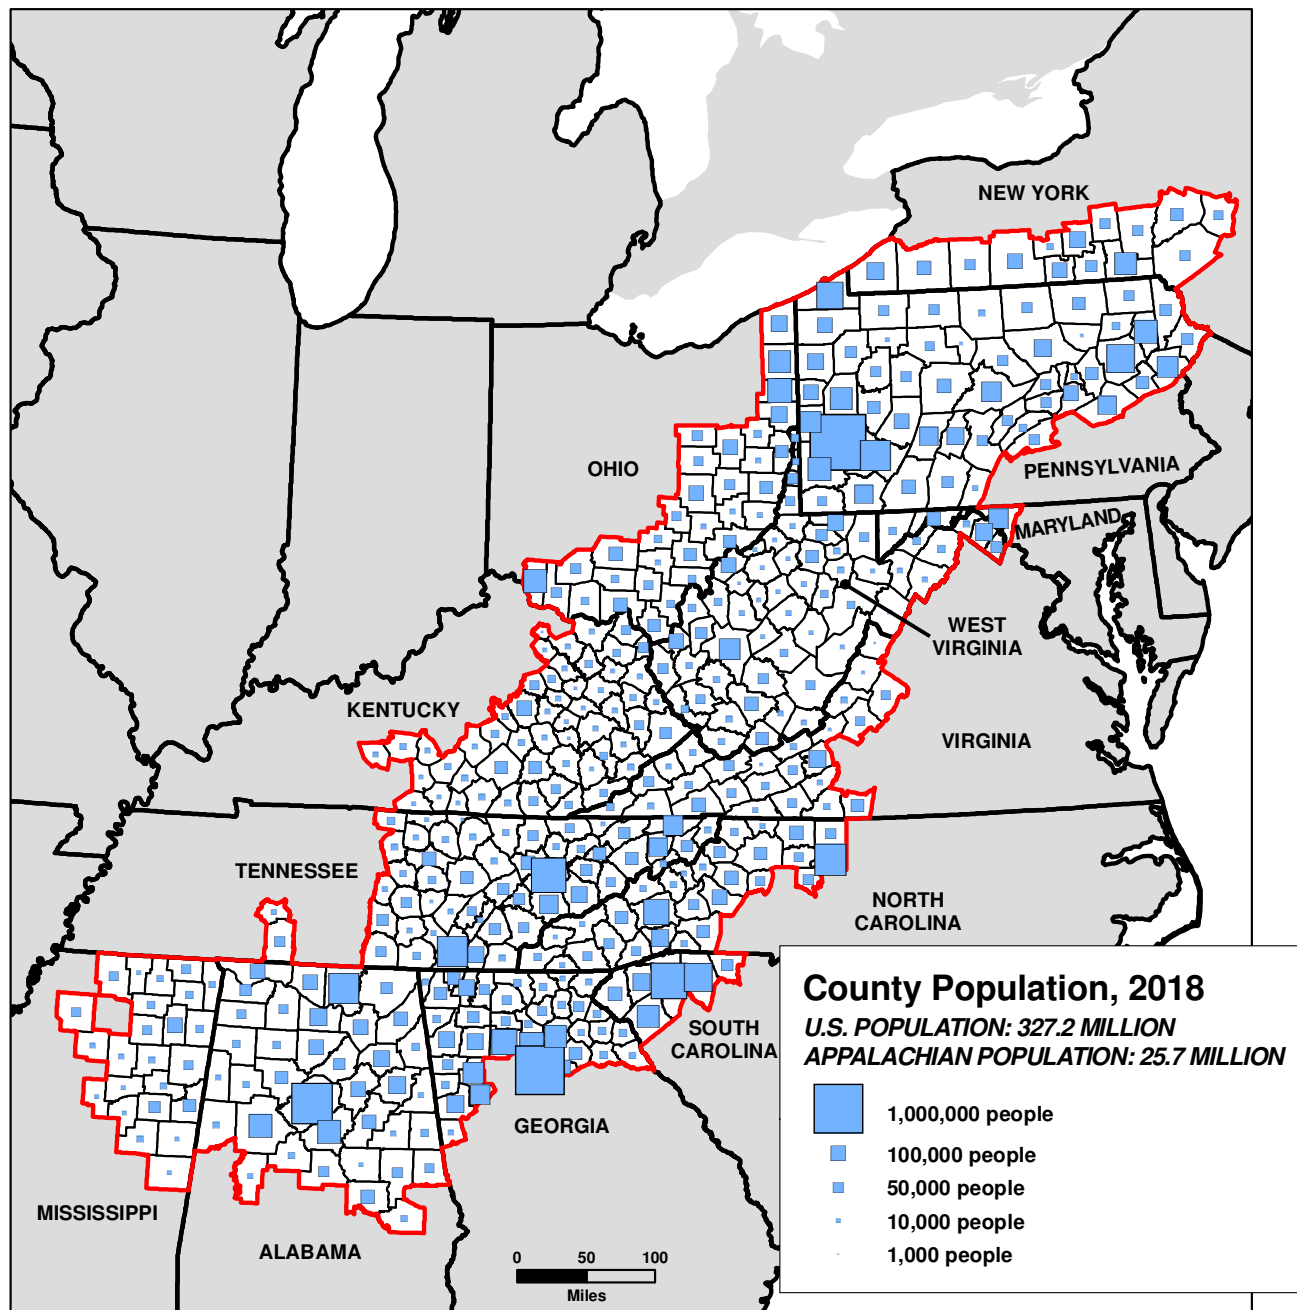 NEW YORK
OHIO
PENNSYLVANIA
MARYLAND
WEST
VIRGINIA
KENTUCKY
VIRGINIA
TENNESSEE
NORTH
CAROLINA
SOUTH
CAROLINA
GEORGIA
MISSISSIPPI
ALABAMA
County Population, 2018
U.S. POPULATION: 327.2 MILLION
APPALACHIAN POPULATION: 25.7 MILLION
1,000,000 people
100,000 people
50,000 people
10,000 people
1,000 people
0 50 100
Miles